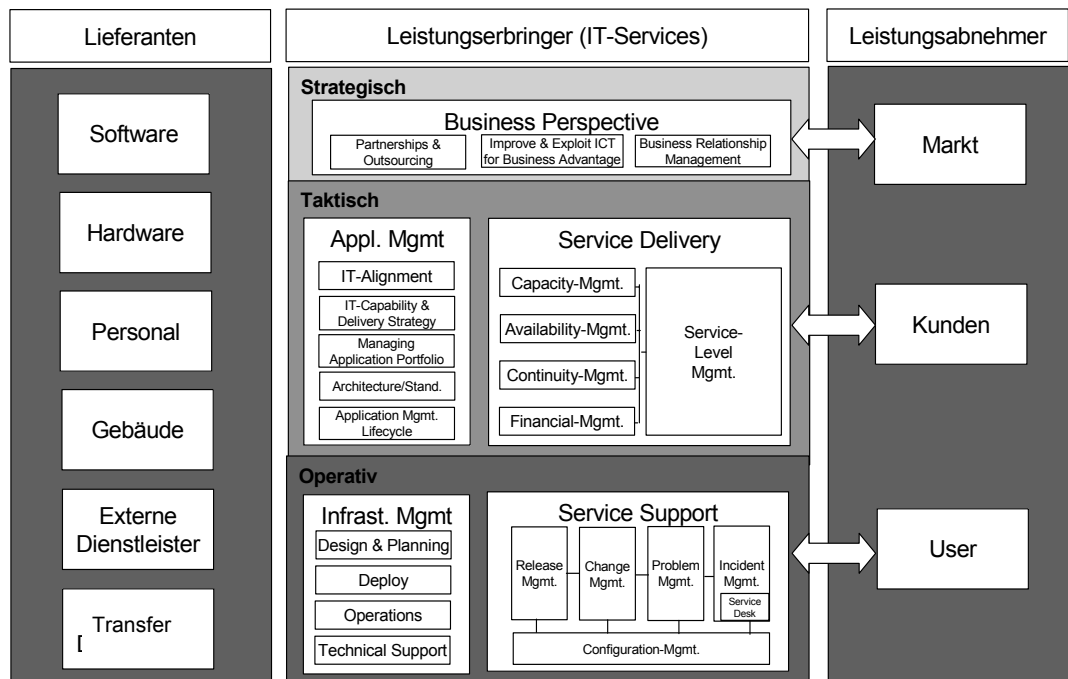 Lieferanten
Leistungserbringer (IT-Services)
Leistungsabnehmer
Software
Hardware
Personal
Gebäude
Externe
Dienstleister
Transfer
[
Strategisch
Business Perspective
Partnerships &
Outsourcing
Improve & Exploit ICT
for Business Advantage
Business Relationship
Management
Taktisch
Appl. Mgmt
IT-Alignment
IT-Capability &
Delivery Strategy
Managing
Application Portfolio
Architecture/Stand.
Application Mgmt.
Lifecycle
Service Delivery
Capacity-Mgmt.
Availability-Mgmt.
Continuity-Mgmt.
Financial-Mgmt.
Service-
Level
Mgmt.
Operativ
Infrast. Mgmt
Design & Planning
Deploy
Operations
Technical Support
Service Support
Release
Mgmt.
Change
Mgmt.
Problem
Mgmt.
Incident
Mgmt.
Service
Desk
Configuration-Mgmt.
Markt
Kunden
User